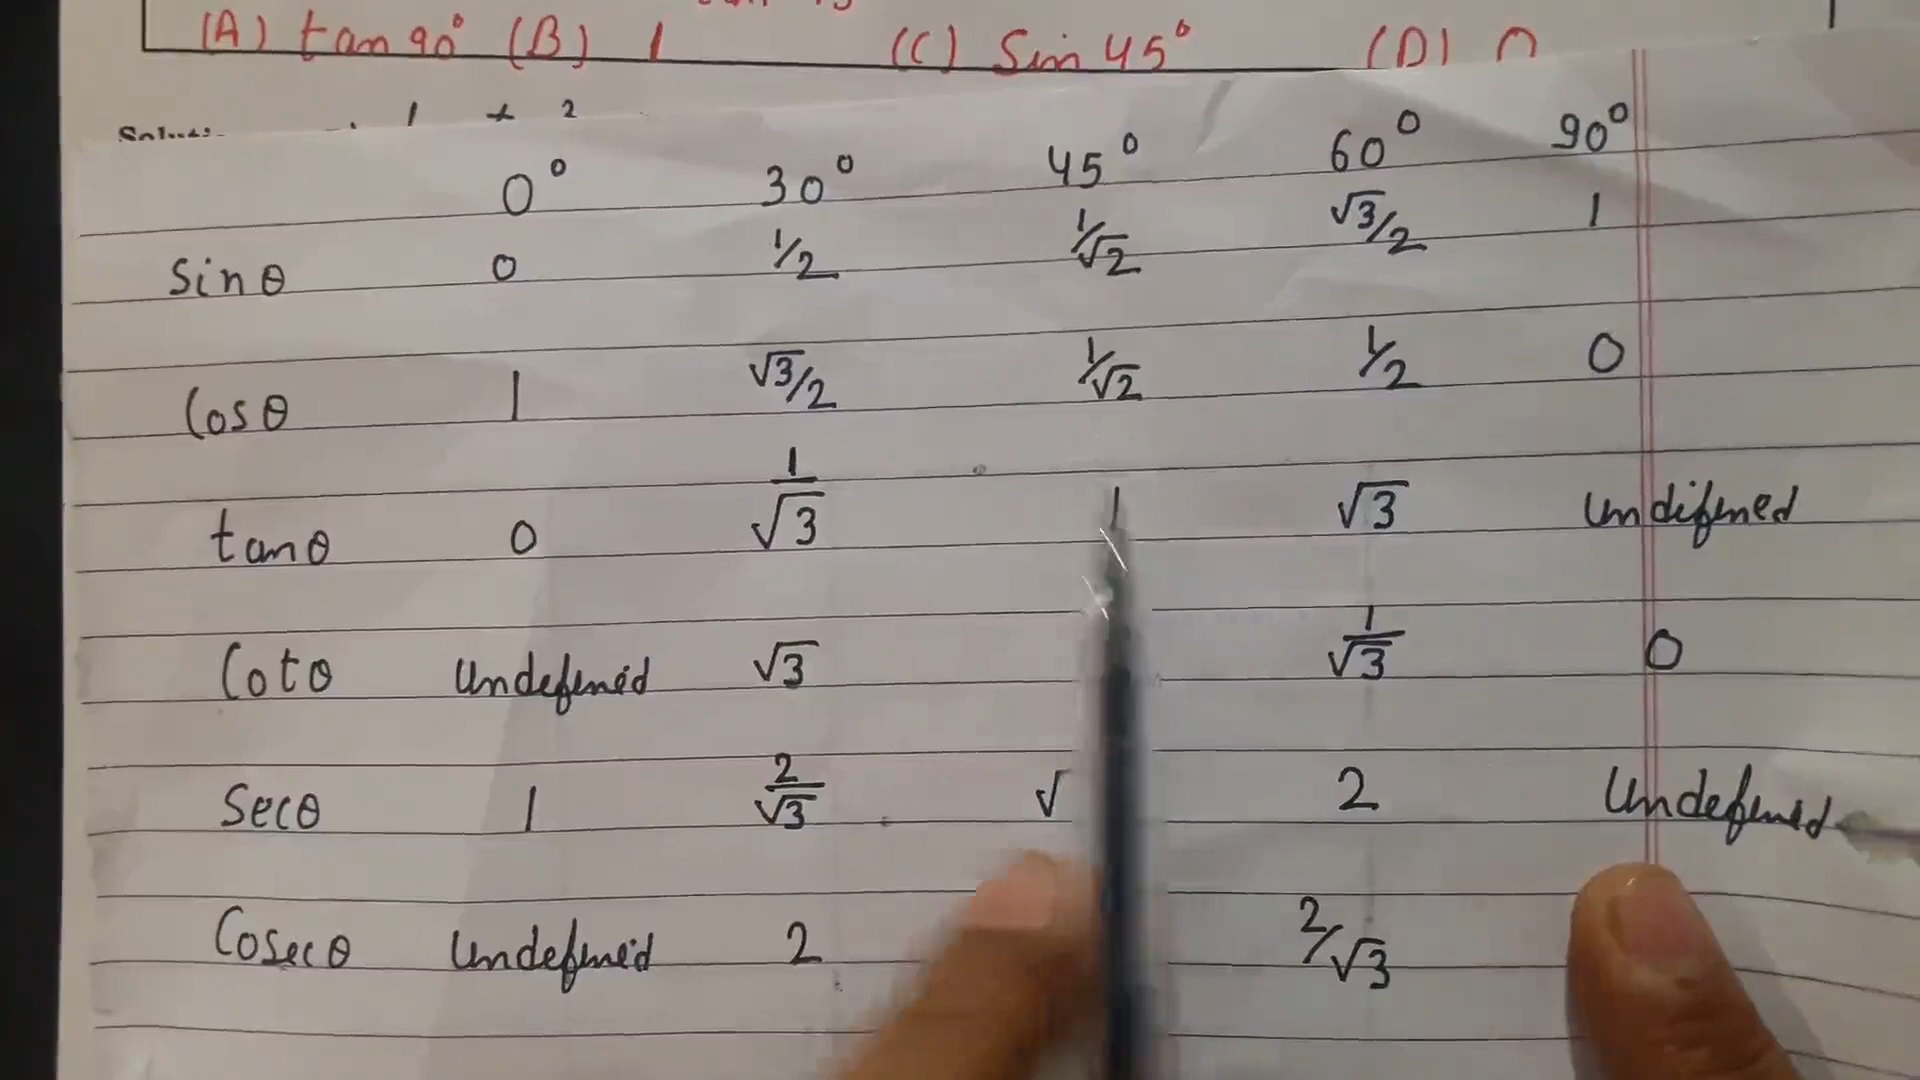 (A) tan 90° (B) 1 (C) Sin 45° (D) 0
0° 30° 45° 60° 90°
Sinθ 0 1/2 1/√2 √3/2 1
Cosθ 1 √3/2 1/√2 1/2 0
tanθ 0 1/√3 1 √3 undifined
Cotθ undefined √3 1/√3 0
Secθ 1 2/√3 √ 2 undefined
Cosecθ undefined 2 2/√3